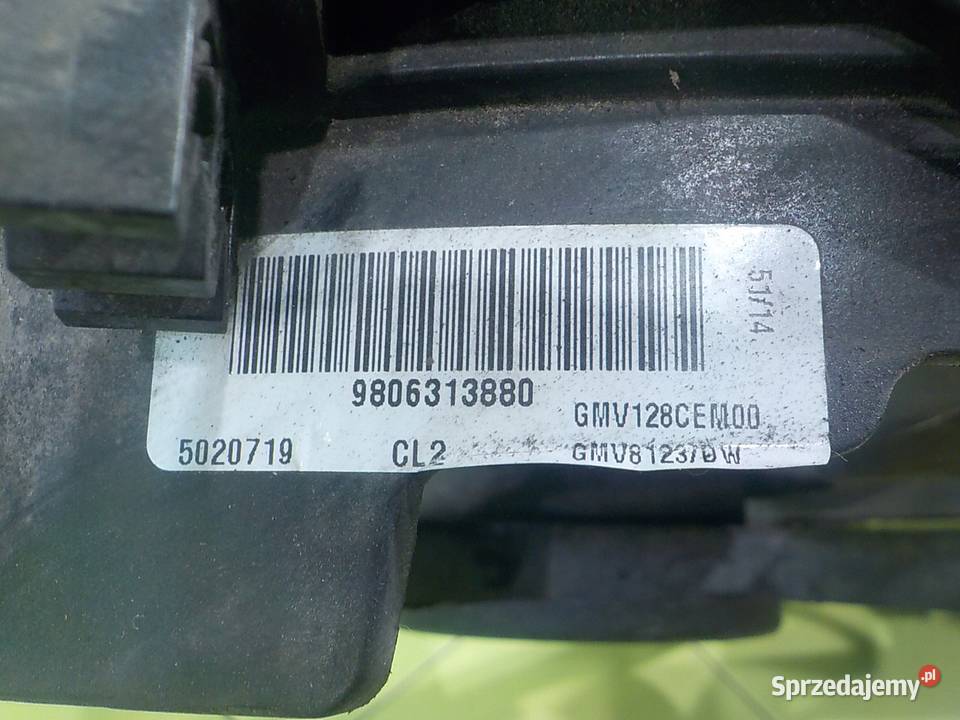 51/14
9806313880
GMV128CEM00
5020719 CL2 GMV81237DW
Sprzedajemy.pl